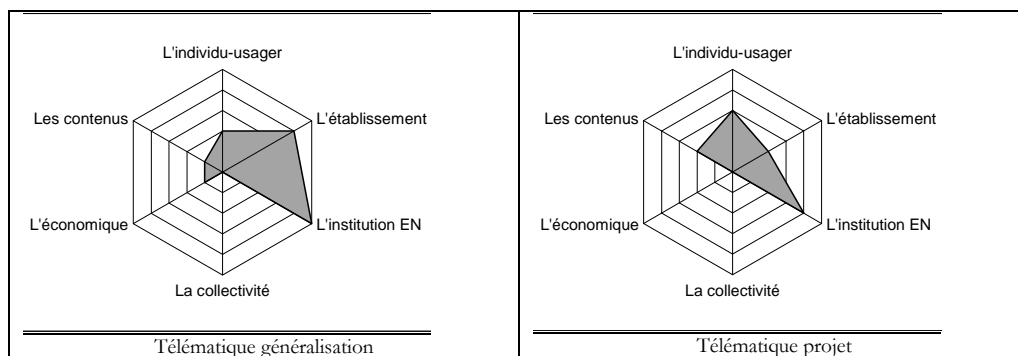 L'individu-usager
Les contenus
L'établissement
L'économique
L'institution EN
La collectivité
Télématique généralisation
L'individu-usager
Les contenus
L'établissement
L'économique
L'institution EN
La collectivité
Télématique projet